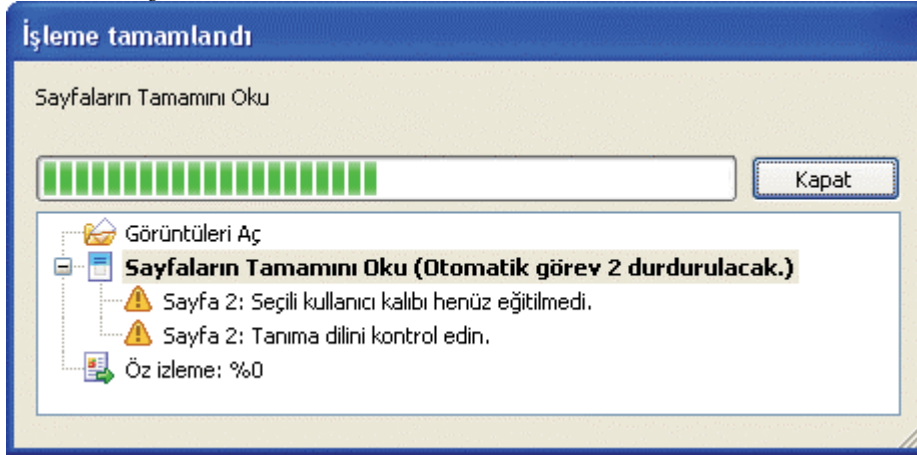 İşleme tamamlandı
Sayfaların Tamamını Oku
Kapat
Görüntüleri Aç
Sayfaların Tamamını Oku (Otomatik görev 2 durdurulacak.)
Sayfa 2: Seçili kullanıcı kalıbı henüz eğitilmedi.
Sayfa 2: Tanıma dilini kontrol edin.
Öz izleme: %0